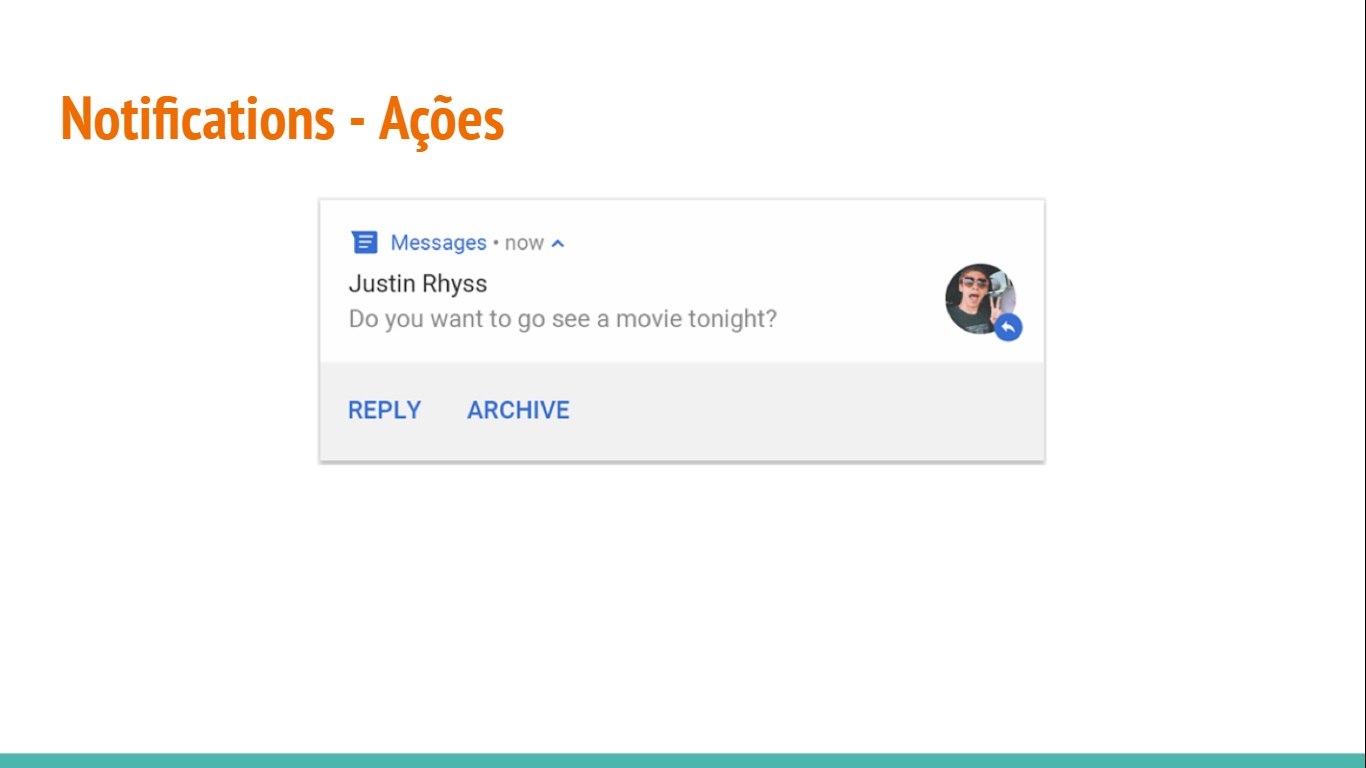 Notifications - Ações
Messages • now
Justin Rhyss
Do you want to go see a movie tonight?
REPLY ARCHIVE